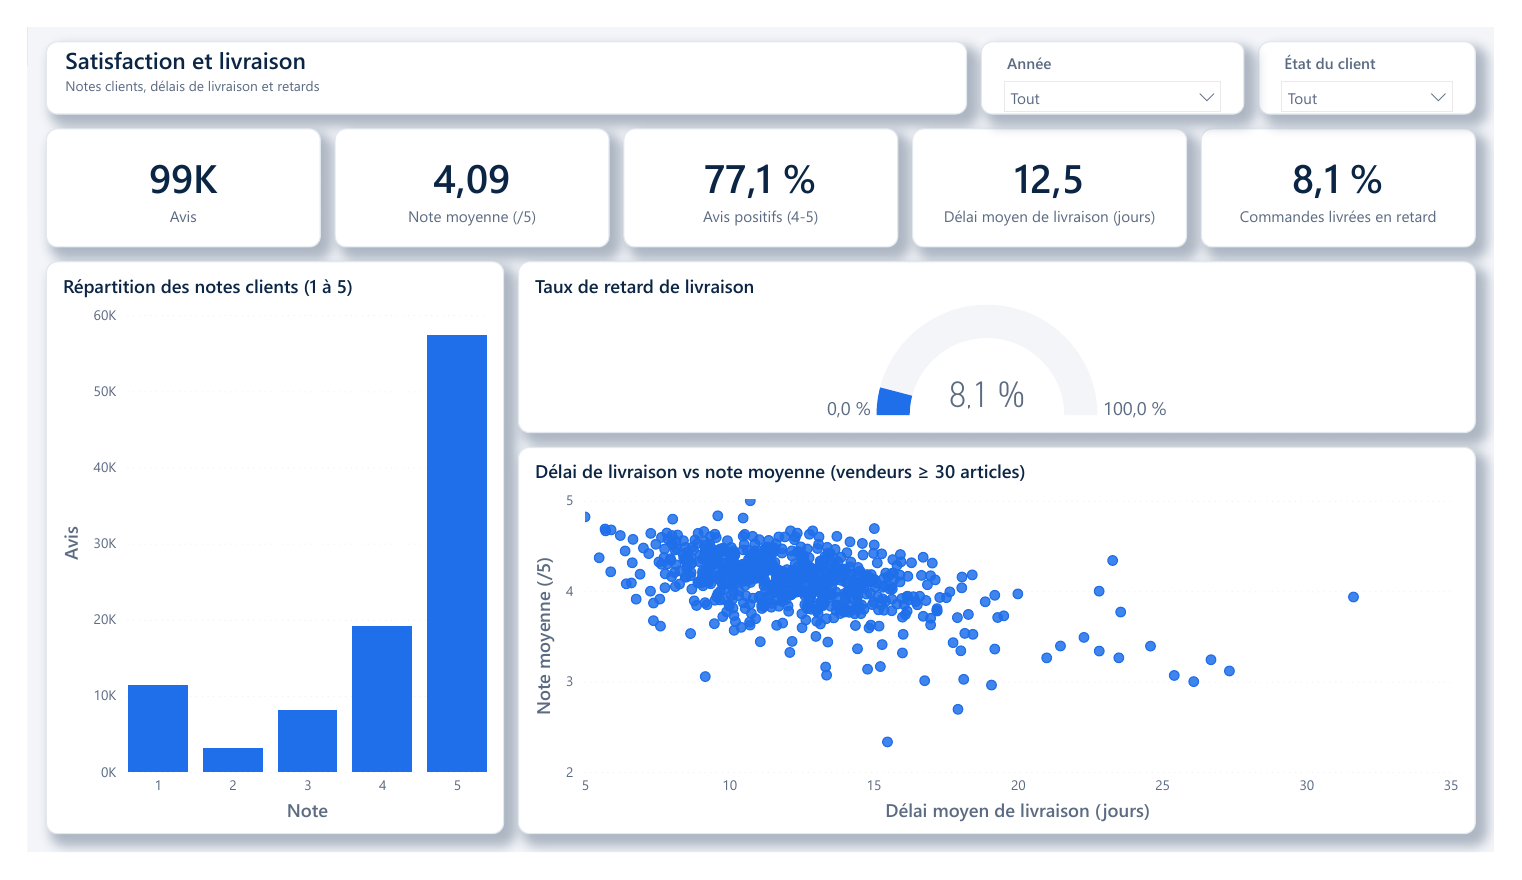 Satisfaction et livraison
Notes clients, délais de livraison et retards
Année
Tout
État du client
Tout
99K
Avis
4,09
Note moyenne (/5)
77,1 %
Avis positifs (4-5)
12,5
Délai moyen de livraison (jours)
8,1 %
Commandes livrées en retard
Répartition des notes clients (1 à 5)
60K
50K
40K
30K
20K
10K
0K
Avis
1 2 3 4 5
Note
Taux de retard de livraison
0,0 %
8,1 %
100,0 %
Délai de livraison vs note moyenne (vendeurs ≥ 30 articles)
5
4
3
2
Note moyenne (/5)
5 10 15 20 25 30 35
Délai moyen de livraison (jours)